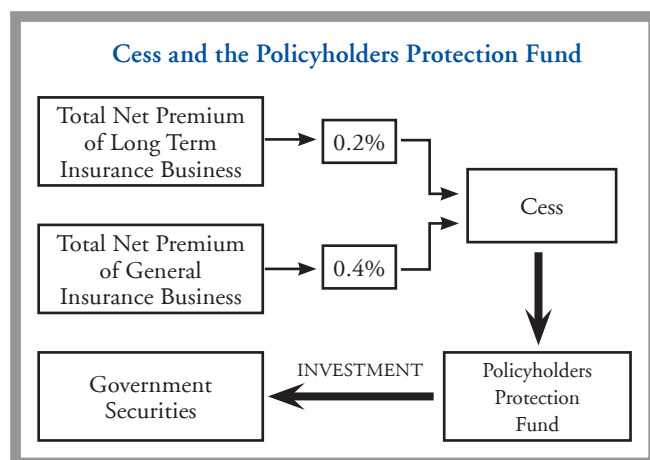 Cess and the Policyholders Protection Fund
Total Net Premium
of Long Term
Insurance Business
0.2%
Cess
Total Net Premium
of General
Insurance Business
0.4%
Government
Securities
INVESTMENT
Policyholders
Protection
Fund